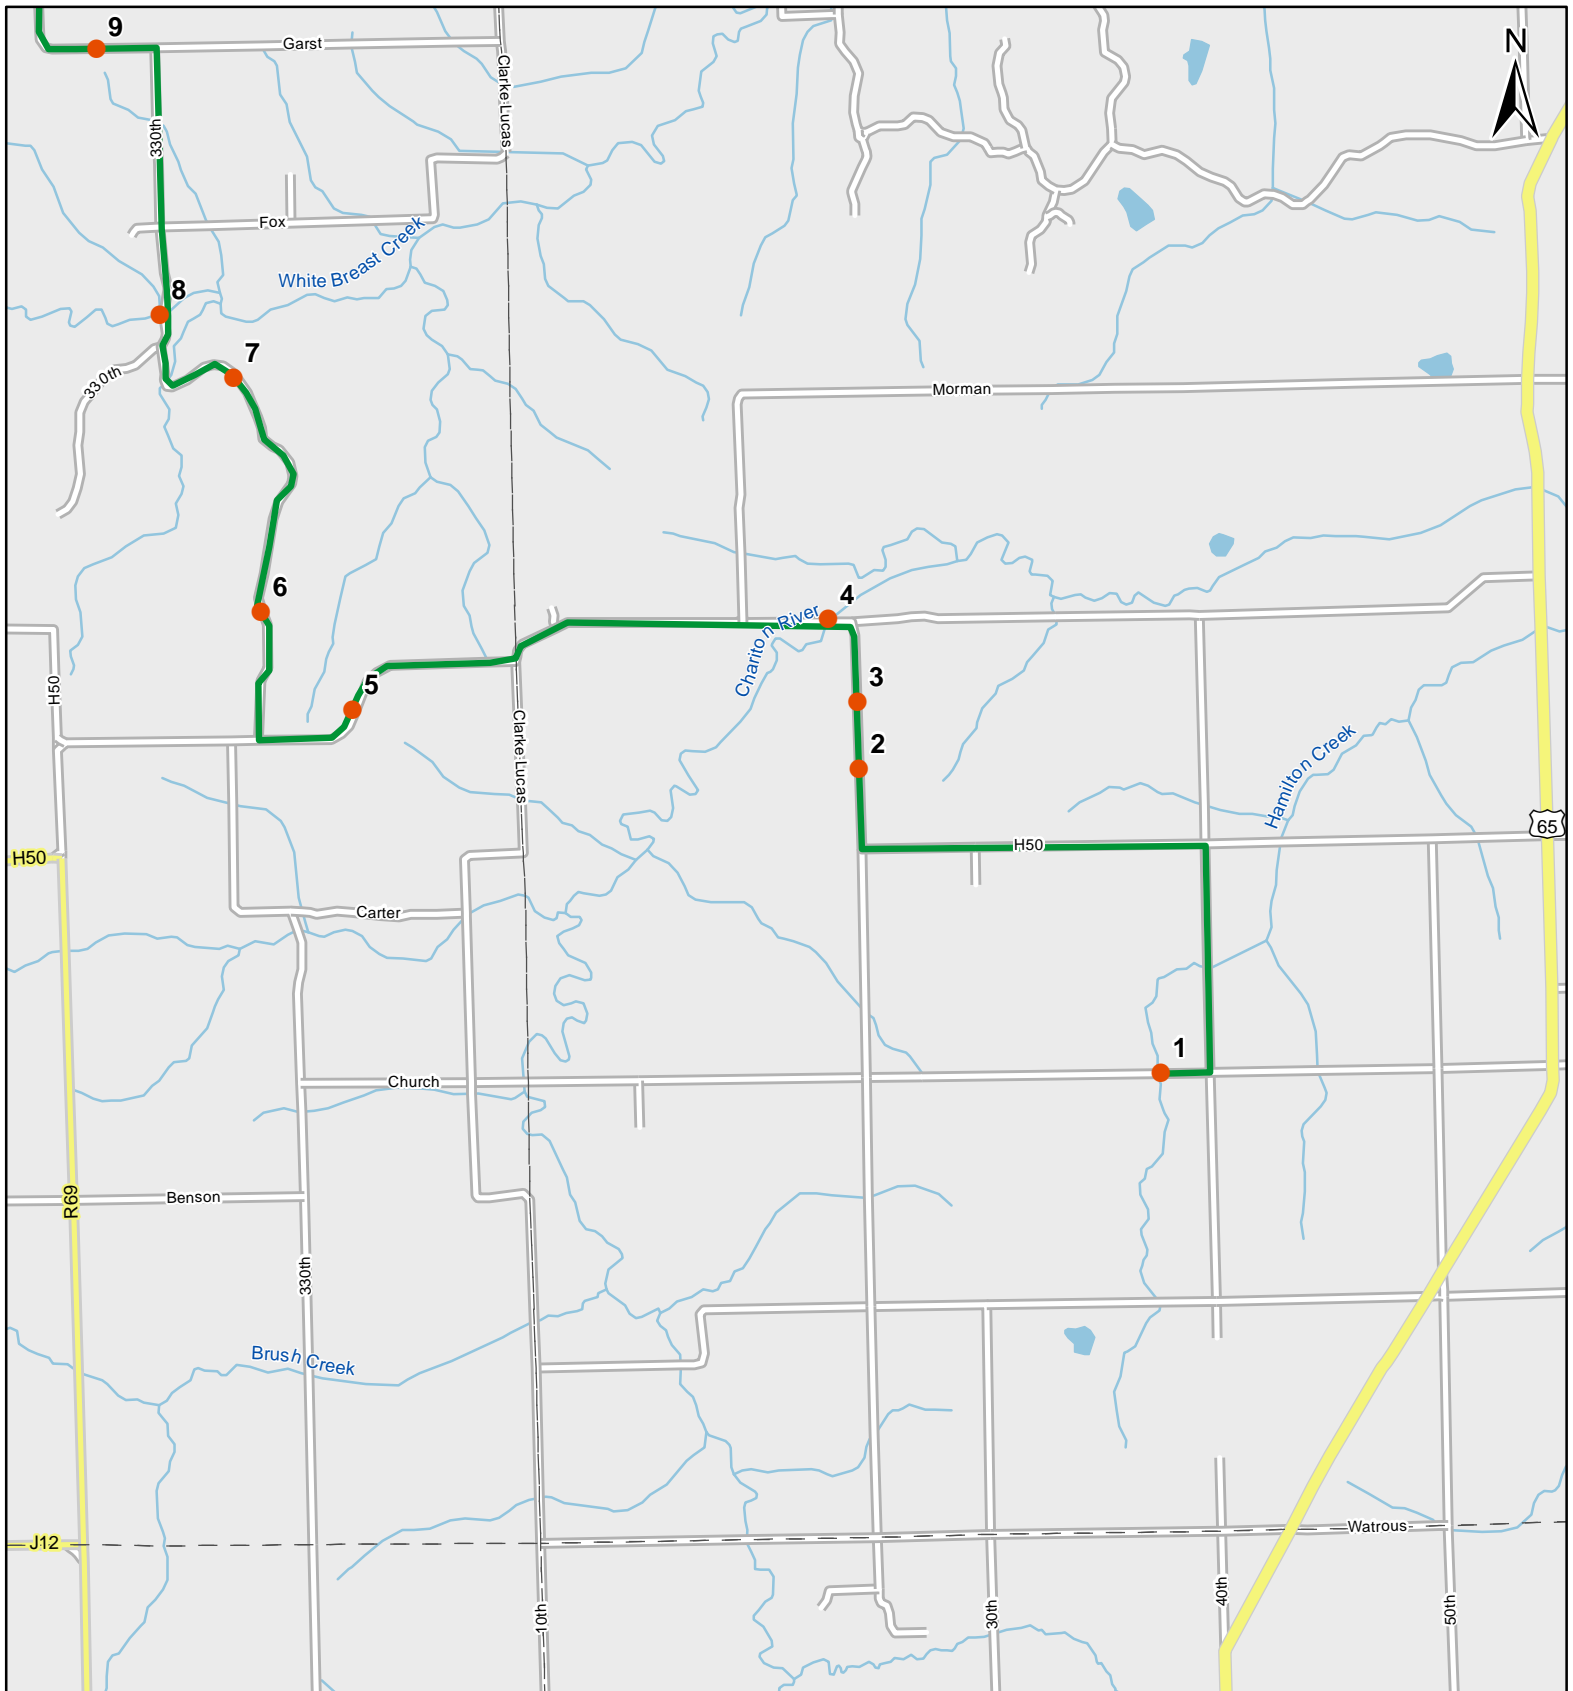 9
Garst
N
Clarke-Lucas
330th
Fox
White Breast Creek
8
7
330th
Morman
6
4
Chariton River
5
3
H50
2
Clarke-Lucas
Hamilton Creek
65
H50
H50
Carter
1
Church
Benson
R69
330th
Brush Creek
Watrous
J12
10th
30th
40th
50th